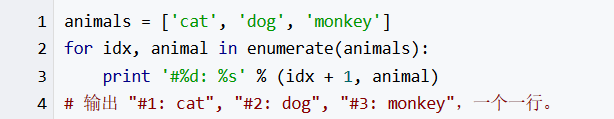 1 animals = ['cat', 'dog', 'monkey']
2 for idx, animal in enumerate(animals):
3     print '#%d: %s' % (idx + 1, animal)
4 # 输出 "#1: cat", "#2: dog", "#3: monkey"，一个一行。